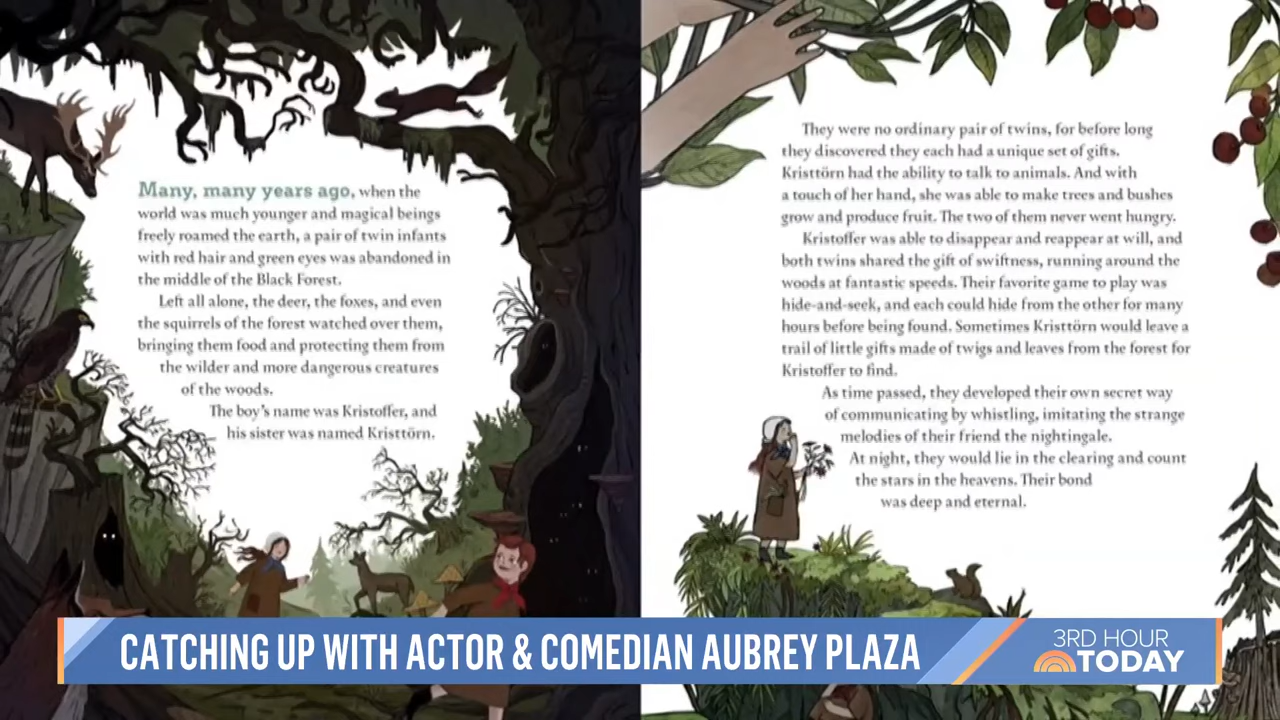 Many, many years ago, when the
world was much younger and magical beings
freely roamed the earth, a pair of twin infants
with red hair and green eyes was abandoned in
the middle of the Black Forest.
Left all alone, the deer, the foxes, and even
the squirrels of the forest watched over them,
bringing them food and protecting them from
the wilder and more dangerous creatures
of the woods.
The boy's name was Kristoffer, and
his sister was named Kristtörn.
They were no ordinary pair of twins, for before long
they discovered they each had a unique set of gifts.
Kristtörn had the ability to talk to animals. And with
a touch of her hand, she was able to make trees and bushes
grow and produce fruit. The two of them never went hungry.
Kristoffer was able to disappear and reappear at will, and
both twins shared the gift of swiftness, running around the
woods at fantastic speeds. Their favorite game to play was
hide-and-seek, and each could hide from the other for many
hours before being found. Sometimes Kristtörn would leave a
trail of little gifts made of twigs and leaves from the forest for
Kristoffer to find.
As time passed, they developed their own secret way
of communicating by whistling, imitating the strange
melodies of their friend the nightingale.
At night, they would lie in the clearing and count
the stars in the heavens. Their bond
was deep and eternal.
CATCHING UP WITH ACTOR & COMEDIAN AUBREY PLAZA
3RD HOUR
TODAY